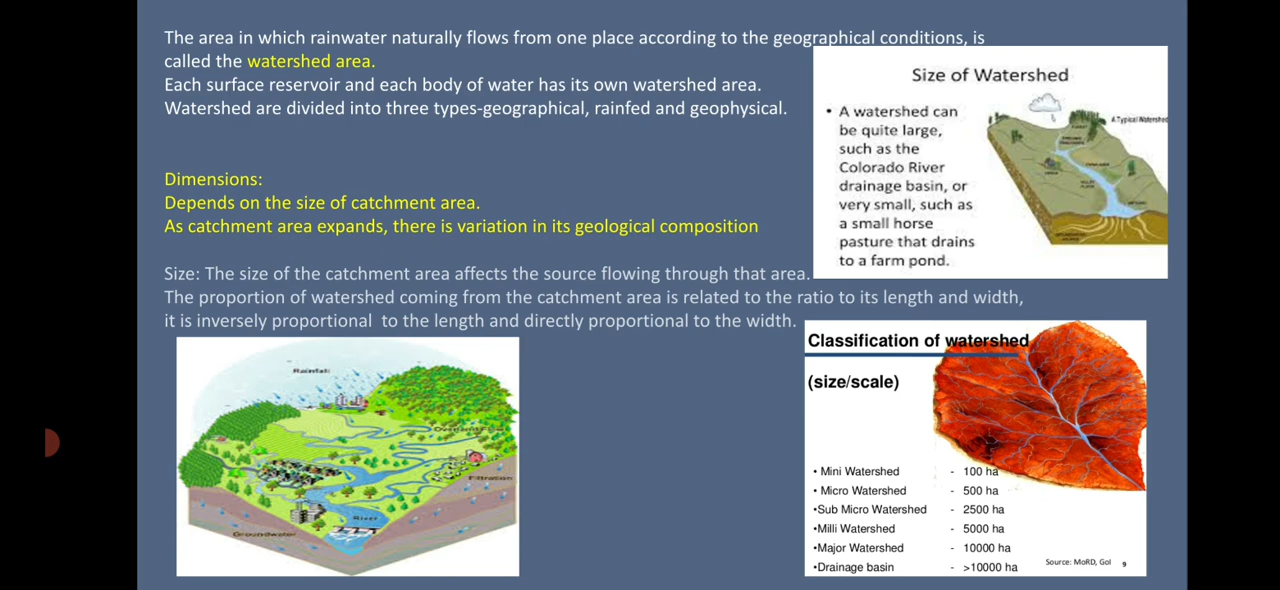 The area in which rainwater naturally flows from one place according to the geographical conditions, is
called the watershed area.
Each surface reservoir and each body of water has its own watershed area.
Watershed are divided into three types-geographical, rainfed and geophysical.
Dimensions:
Depends on the size of catchment area.
As catchment area expands, there is variation in its geological composition
Size: The size of the catchment area affects the source flowing through that area.
The proportion of watershed coming from the catchment area is related to the ratio to its length and width,
it is inversely proportional  to the length and directly proportional to the width.
Size of Watershed
• A watershed can
be quite large,
such as the
Colorado River
drainage basin, or
very small, such as
a small horse
pasture that drains
to a farm pond.
A Typical Watershed
Rainfall
Overland Flow
Filtration
River
Groundwater
Classification of watershed
(size/scale)
• Mini Watershed - 100 ha
• Micro Watershed - 500 ha
•Sub Micro Watershed - 2500 ha
•Milli Watershed - 5000 ha
•Major Watershed - 10000 ha
•Drainage basin - >10000 ha
Source: MoRD, GoI 9